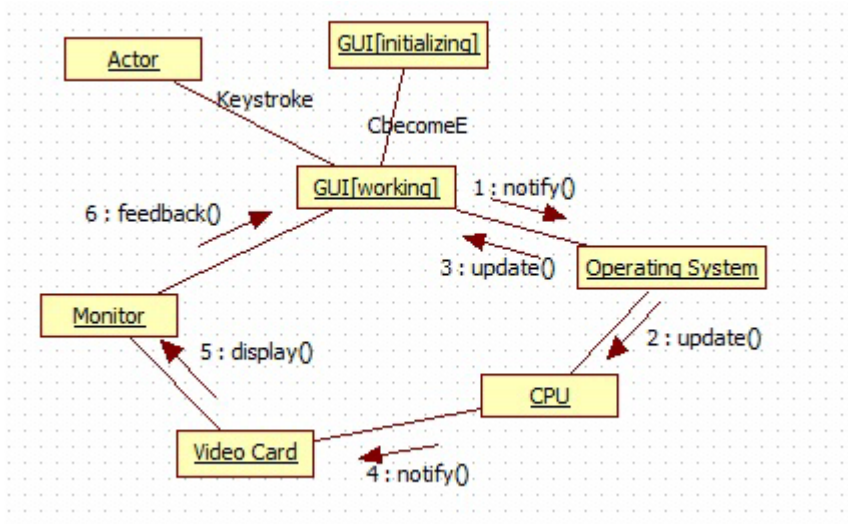 GUI[initializing]
Actor
Keystroke
CbecomeE
GUI[working]
1 : notify()
6 : feedback()
3 : update()
Operating System
Monitor
5 : display()
2 : update()
CPU
Video Card
4 : notify()